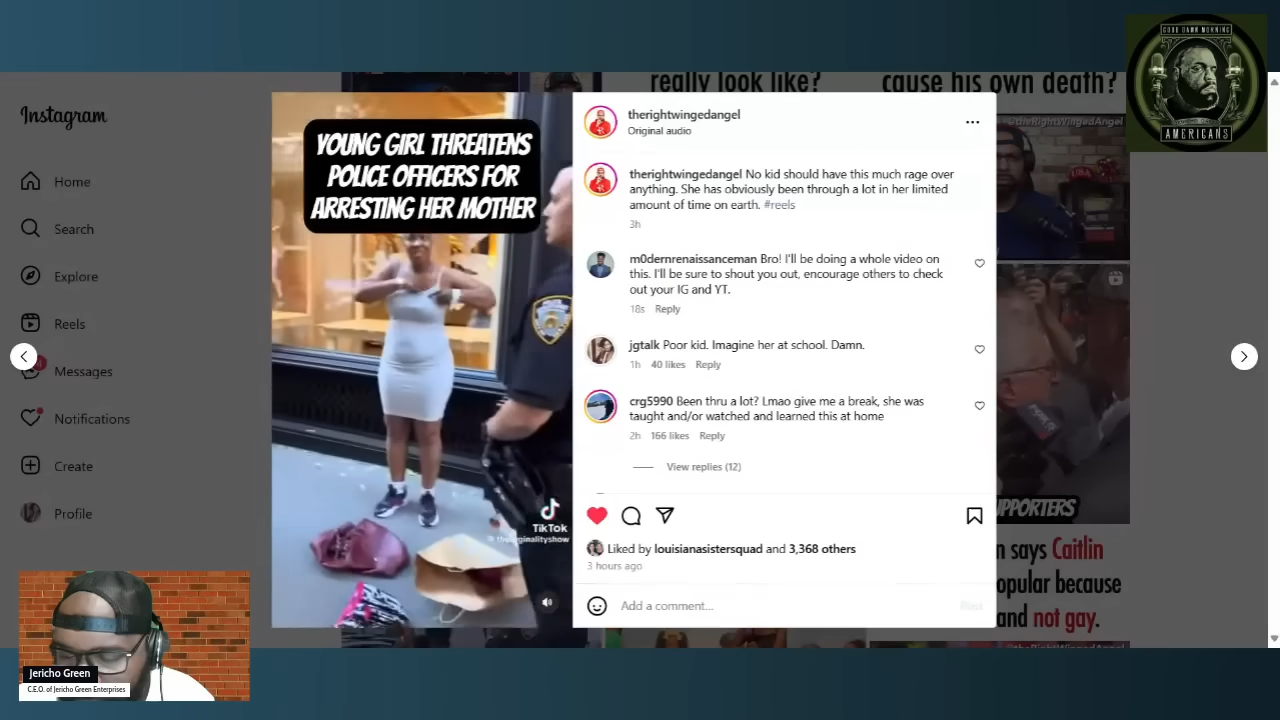 GOOD DAMN MORNING
AMERICANS
really look like?
cause his own death?
@theRightWingedAngel
Instagram
Home
Search
Explore
Reels
Messages
Notifications
Create
Profile
YOUNG GIRL THREATENS
POLICE OFFICERS FOR
ARRESTING HER MOTHER
TikTok
therightwingedangel
Original audio
therightwingedangel No kid should have this much rage over
anything. She has obviously been through a lot in her limited
amount of time on earth. #reels
3h
m0dernrenaissanceman Bro! I'll be doing a whole video on
this. I'll be sure to shout you out, encourage others to check
out your IG and YT.
18s Reply
jgtalk Poor kid. Imagine her at school. Damn.
1h 40 likes Reply
crg5990 Been thru a lot? Lmao give me a break, she was
taught and/or watched and learned this at home
2h 166 likes Reply
View replies (12)
Liked by louisianasistersquad and 3,368 others
3 hours ago
Add a comment...
Post
UPPORTERS
n says Caitlin
opular because
and not gay.
Jericho Green
C.E.O. of Jericho Green Enterprises